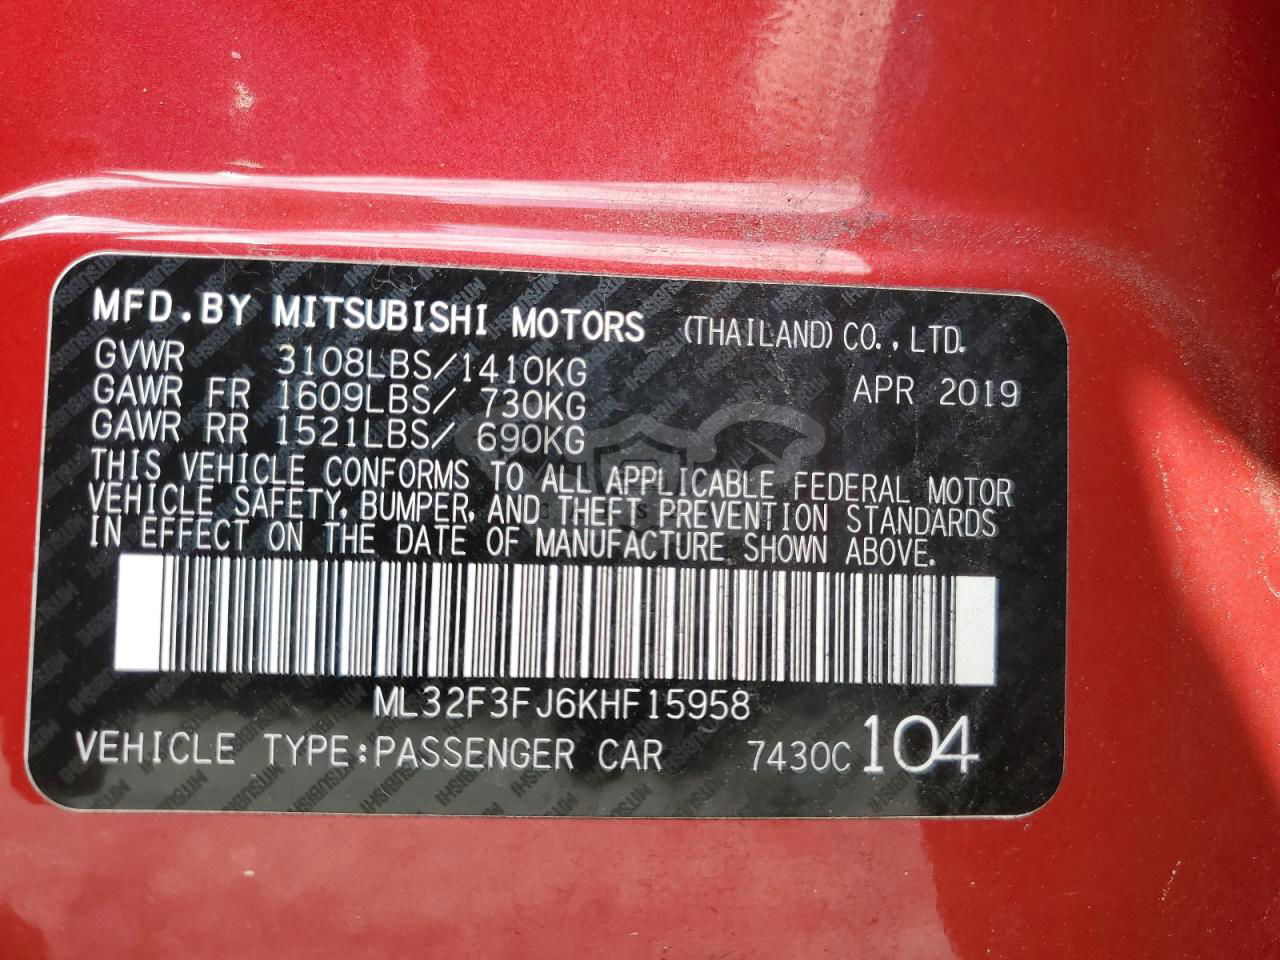 MFD.BY MITSUBISHI MOTORS (THAILAND) CO., LTD.
GVWR 3108LBS/1410KG APR 2019
GAWR FR 1609LBS/ 730KG
GAWR RR 1521LBS/ 690KG
THIS VEHICLE CONFORMS TO ALL APPLICABLE FEDERAL MOTOR
VEHICLE SAFETY, BUMPER, AND THEFT PREVENTION STANDARDS
IN EFFECT ON THE DATE OF MANUFACTURE SHOWN ABOVE.
ML32F3FJ6KHF15958
VEHICLE TYPE:PASSENGER CAR 7430C 104